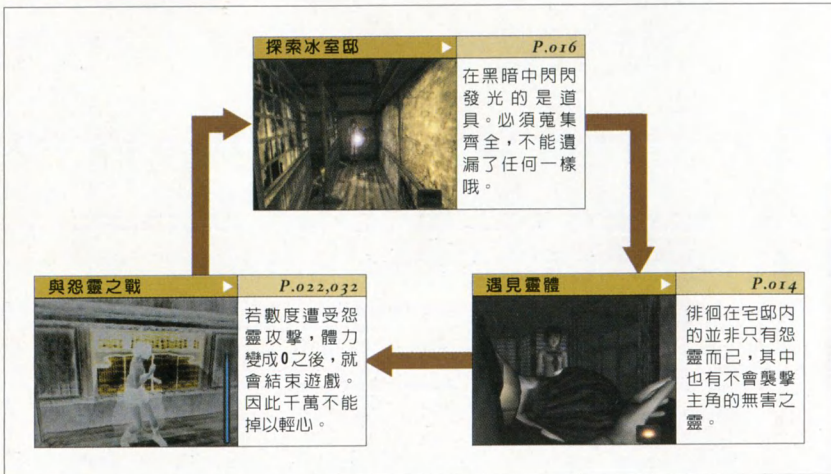 探索冰室邸
P.016
在黑暗中閃閃
發光的是道
具。必須蒐集
齊全，不能遺
漏了任何一樣
哦。
與怨靈之戰
P.022,032
若數度遭受怨
靈攻擊，體力
變成0之後，就
會結束遊戲。
因此千萬不能
掉以輕心。
遇見靈體
P.014
徘徊在宅邸內
的並非只有怨
靈而已，其中
也有不會襲擊
主角的無害之
靈。